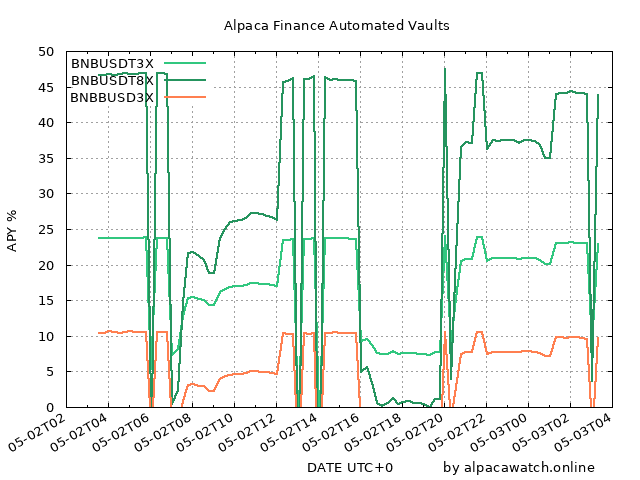 Alpaca Finance Automated Vaults
50
45
40
35
30
25
20
15
10
5
0
APY %
BNBUSDT3X
BNBUSDT8X
BNBBUSD3X
05-02T02
05-02T04
05-02T06
05-02T08
05-02T10
05-02T12
05-02T14
05-02T16
05-02T18
05-02T20
05-02T22
05-03T00
05-03T02
05-03T04
DATE UTC+0
by alpacawatch.online